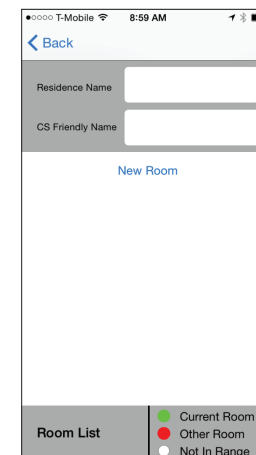 T-Mobile 8:59 AM
Back
Residence Name
CS Friendly Name
New Room
Current Room
Room List
Other Room
Not In Range